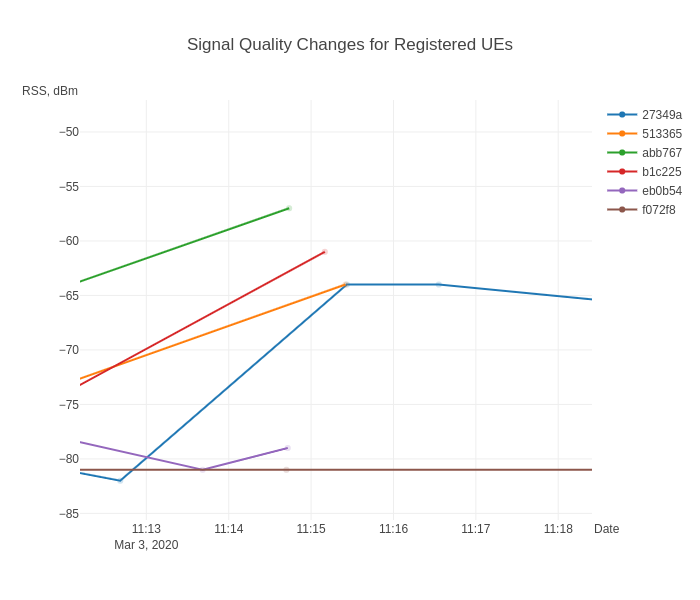 Signal Quality Changes for Registered UEs
RSS, dBm
−50
−55
−60
−65
−70
−75
−80
−85
11:13
Mar 3, 2020
11:14
11:15
11:16
11:17
11:18
Date
27349a
513365
abb767
b1c225
eb0b54
f072f8